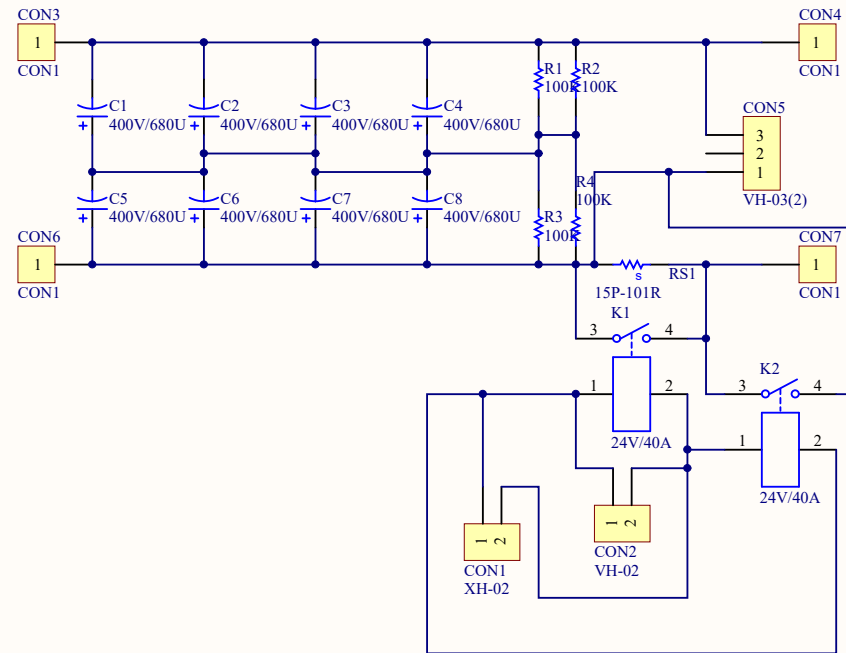 CON3
1
CON1
CON4
1
CON1
R1
100K
R2
100K
C1
400V/680U
C2
400V/680U
C3
400V/680U
C4
400V/680U
CON5
3
2
1
VH-03(2)
C5
400V/680U
C6
400V/680U
C7
400V/680U
C8
400V/680U
R4
100K
R3
100K
CON6
1
CON1
CON7
1
CON1
S
RS1
15P-101R
K1
3
4
1
2
24V/40A
K2
3
4
1
2
24V/40A
1
2
CON2
VH-02
1
2
CON1
XH-02